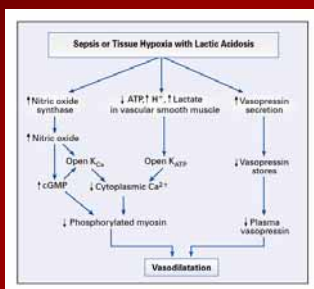 Sepsis or Tissue Hypoxia with Lactic Acidosis
↑Nitric oxide
synthase
↓ ATP,↑ H⁺, ↑ Lactate
in vascular smooth muscle
↑Vasopressin
secretion
↑Nitric oxide
Open K_Ca
Open K_ATP
↓Vasopressin
stores
↑cGMP
↓ Cytoplasmic Ca²⁺
↓ Phosphorylated myosin
↓ Plasma
vasopressin
Vasodilatation